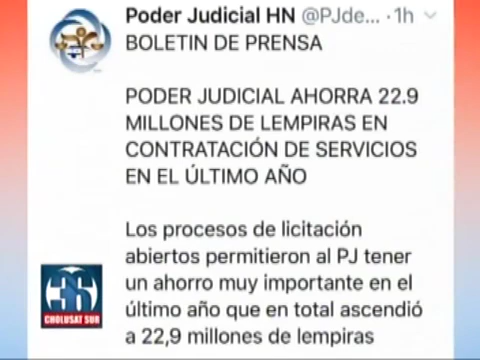 Poder Judicial HN @PJde... · 1h
BOLETIN DE PRENSA
PODER JUDICIAL AHORRA 22.9
MILLONES DE LEMPIRAS EN
CONTRATACIÓN DE SERVICIOS
EN EL ÚLTIMO AÑO
Los procesos de licitación
abiertos permitieron al PJ tener
un ahorro muy importante en el
último año que en total ascendió
a 22,9 millones de lempiras
36
CHOLUSAT SUR